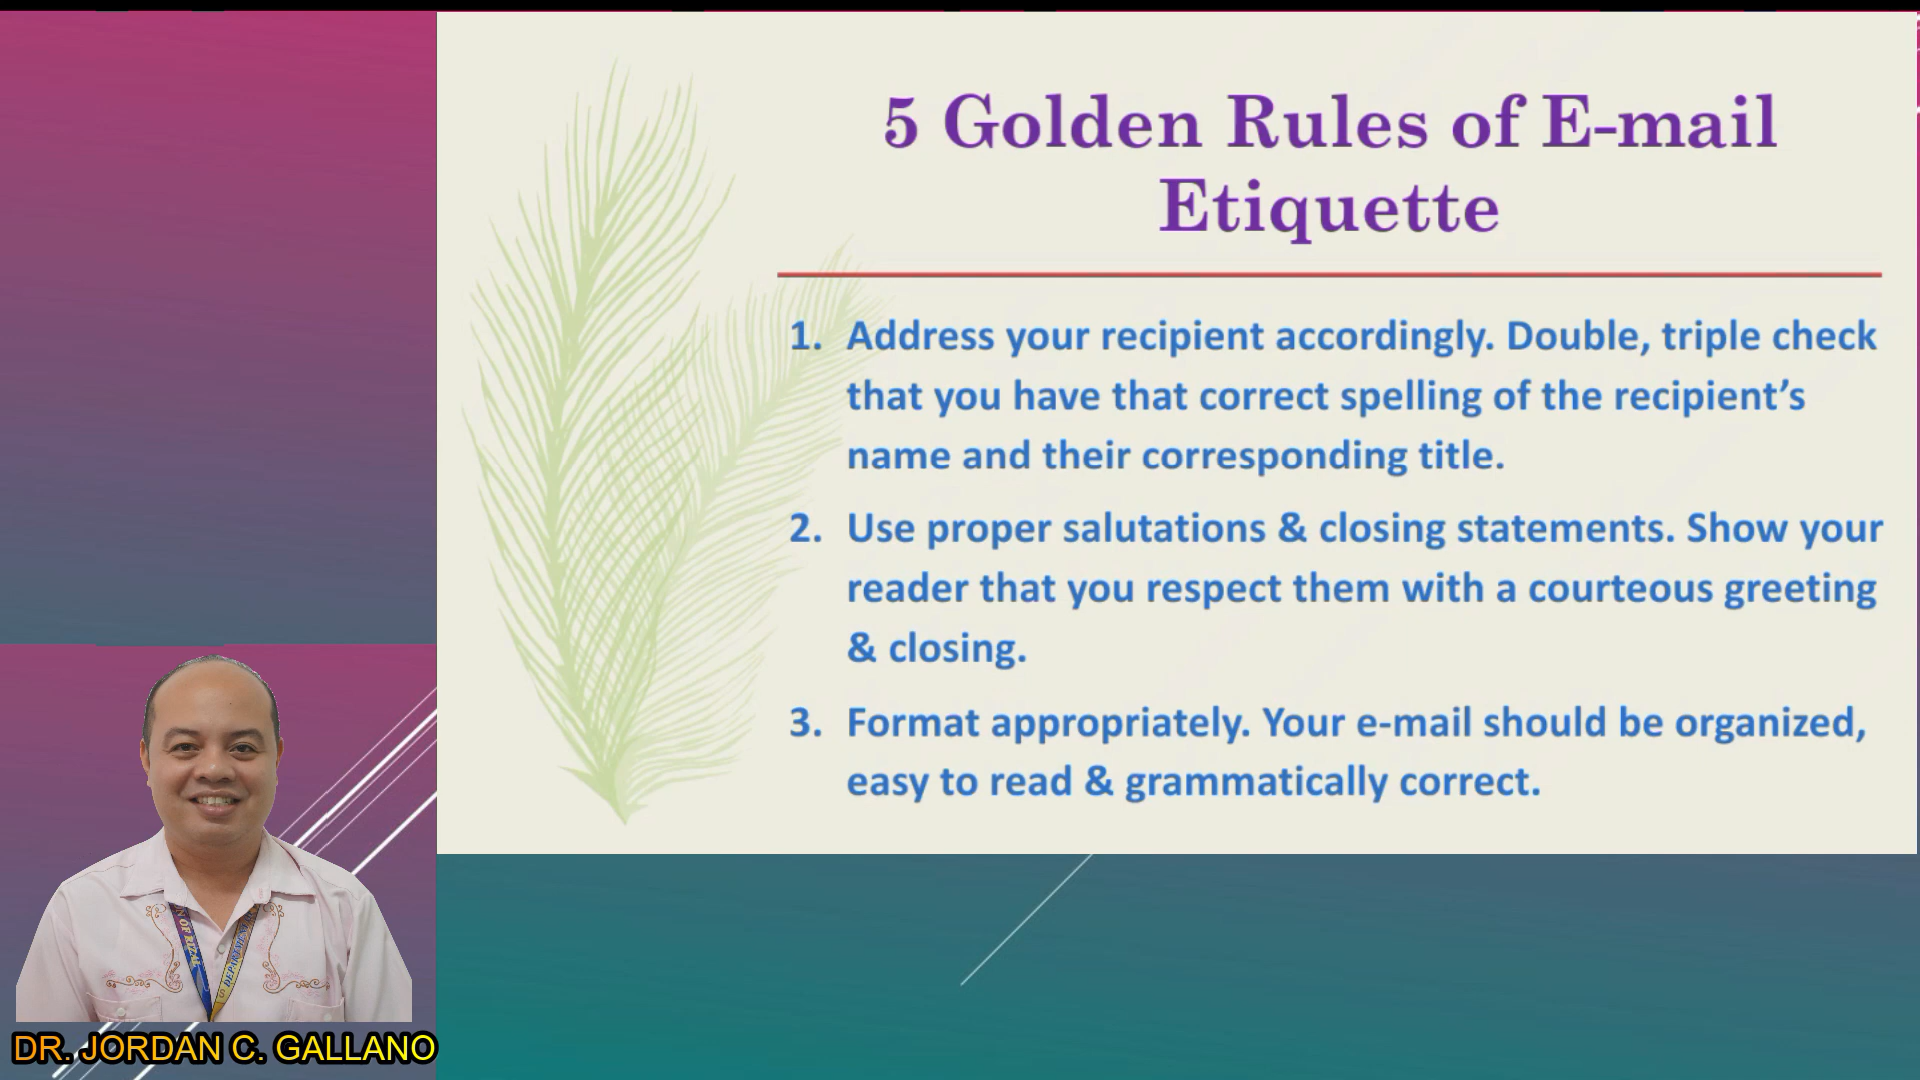 5 Golden Rules of E-mail
Etiquette
1. Address your recipient accordingly. Double, triple check
that you have that correct spelling of the recipient’s
name and their corresponding title.
2. Use proper salutations & closing statements. Show your
reader that you respect them with a courteous greeting
& closing.
3. Format appropriately. Your e-mail should be organized,
easy to read & grammatically correct.
DR. JORDAN C. GALLANO